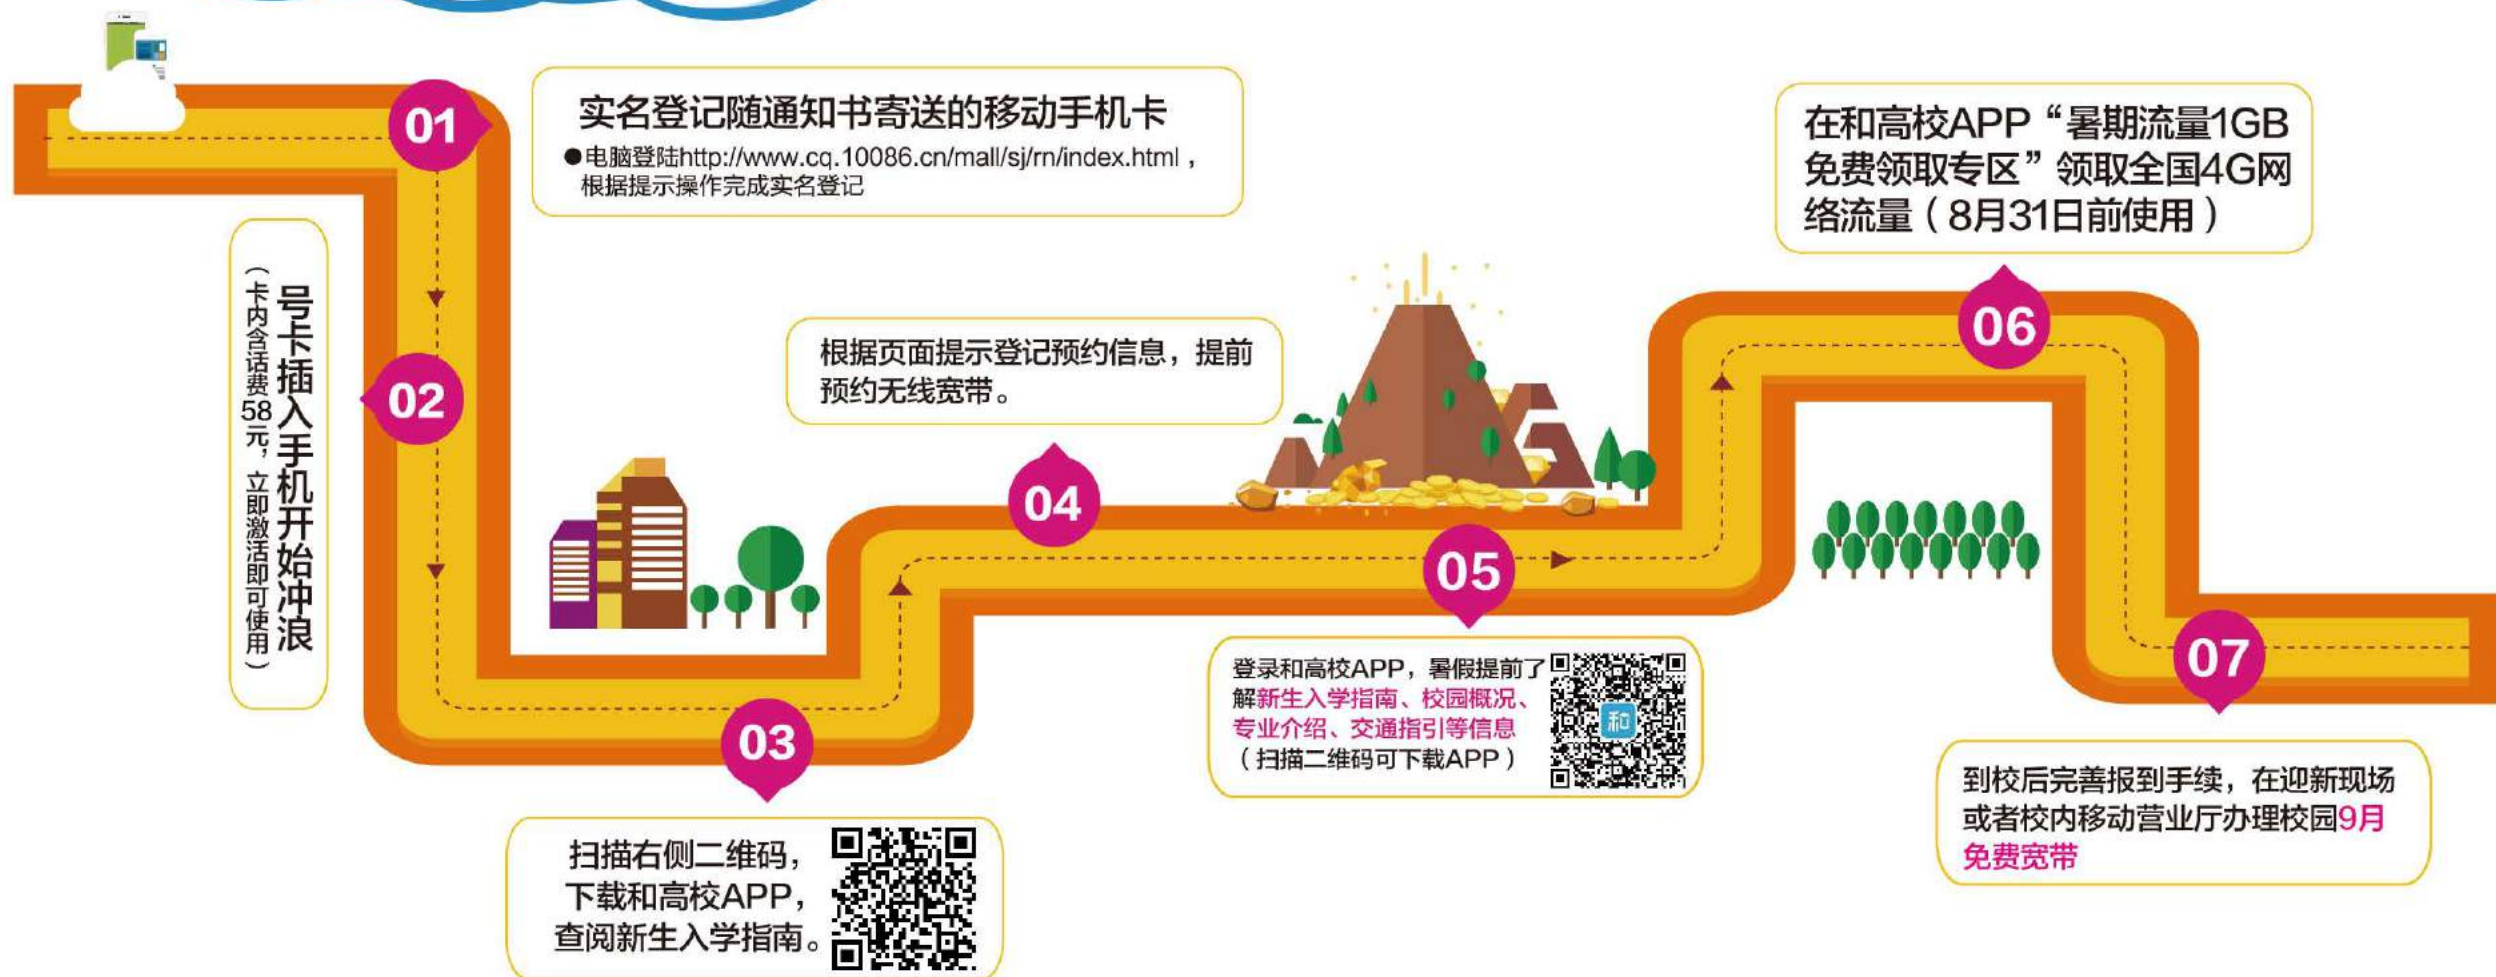 01
实名登记随通知书寄送的移动手机卡
●电脑登陆http://www.cq.10086.cn/mall/sj/rn/index.html，
根据提示操作完成实名登记
02
号卡插入手机开始冲浪
（卡内含话费58元，立即激活即可使用）
03
扫描右侧二维码，
下载和高校APP，
查阅新生入学指南。
04
根据页面提示登记预约信息，提前
预约无线宽带。
05
登录和高校APP，暑假提前了
解新生入学指南、校园概况、
专业介绍、交通指引等信息
（扫描二维码可下载APP）
和
06
在和高校APP“暑期流量1GB
免费领取专区”领取全国4G网
络流量（8月31日前使用）
07
到校后完善报到手续，在迎新现场
或者校内移动营业厅办理校园9月
免费宽带